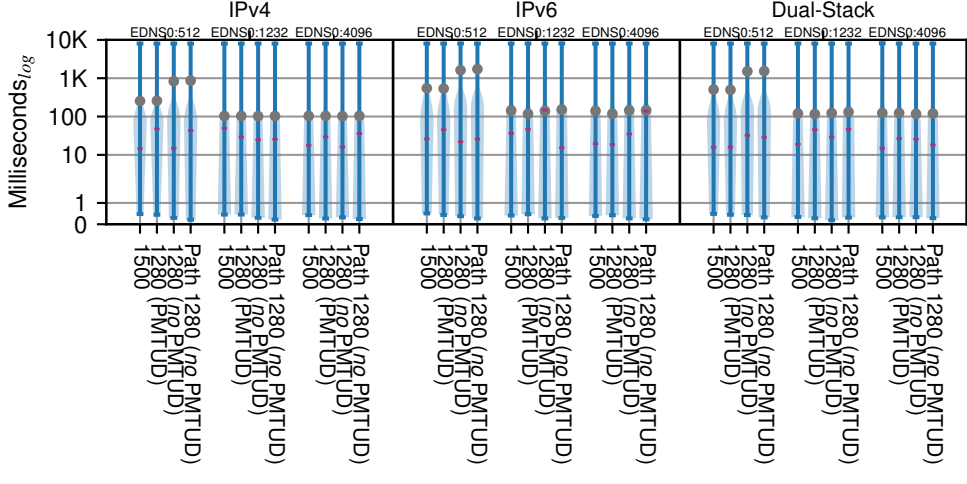 IPv4 IPv6 Dual-Stack
EDNS0:512 EDNS0:1232 EDNS0:4096 EDNS0:512 EDNS0:1232 EDNS0:4096 EDNS0:512 EDNS0:1232 EDNS0:4096
Milliseconds_log
10K
1K
100
10
1
0
1500
1280 (PMTUD)
1280 (no PMTUD)
Path 1280 (no PMTUD)
1500
1280 (PMTUD)
1280 (no PMTUD)
Path 1280 (no PMTUD)
1500
1280 (PMTUD)
1280 (no PMTUD)
Path 1280 (no PMTUD)
1500
1280 (PMTUD)
1280 (no PMTUD)
Path 1280 (no PMTUD)
1500
1280 (PMTUD)
1280 (no PMTUD)
Path 1280 (no PMTUD)
1500
1280 (PMTUD)
1280 (no PMTUD)
Path 1280 (no PMTUD)
1500
1280 (PMTUD)
1280 (no PMTUD)
Path 1280 (no PMTUD)
1500
1280 (PMTUD)
1280 (no PMTUD)
Path 1280 (no PMTUD)
1500
1280 (PMTUD)
1280 (no PMTUD)
Path 1280 (no PMTUD)